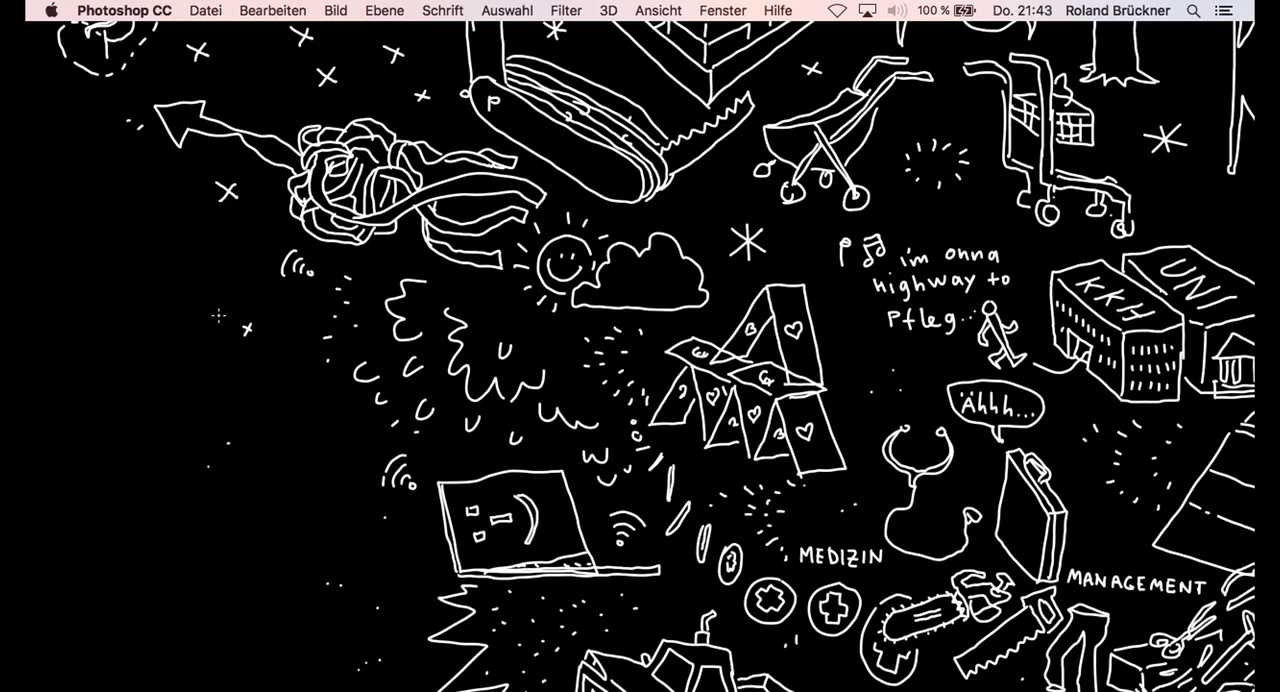 Photoshop CC Datei Bearbeiten Bild Ebene Schrift Auswahl Filter 3D Ansicht Fenster Hilfe 100 % Do. 21:43 Roland Brückner
P
P
i'm onna
highway to
Pfleg..
KKH
UNI
Ähhh...
:-)
MEDIZIN
MANAGEMENT